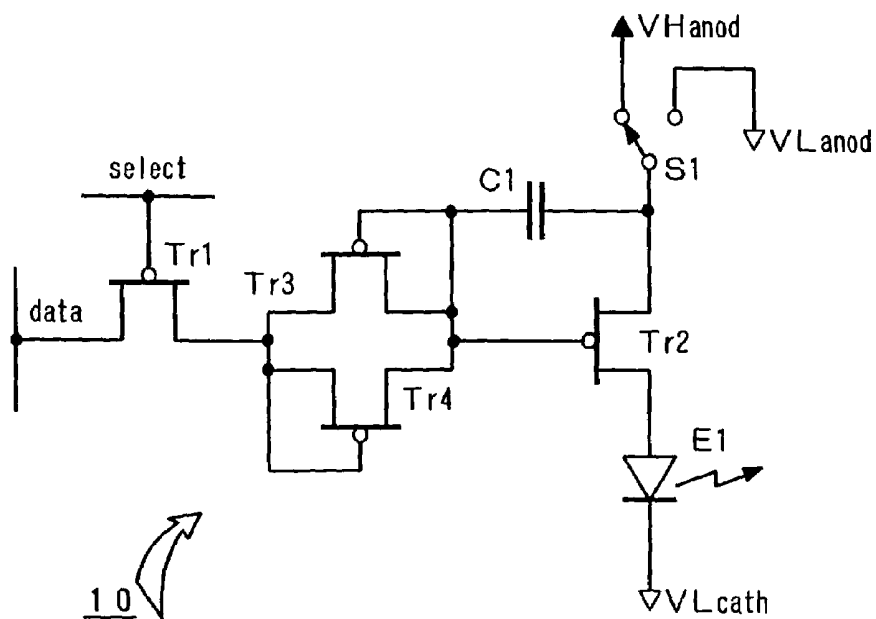 VHanod
VLanod
S1
select
C1
Tr1
Tr3
data
Tr2
Tr4
E1
10
VLcath